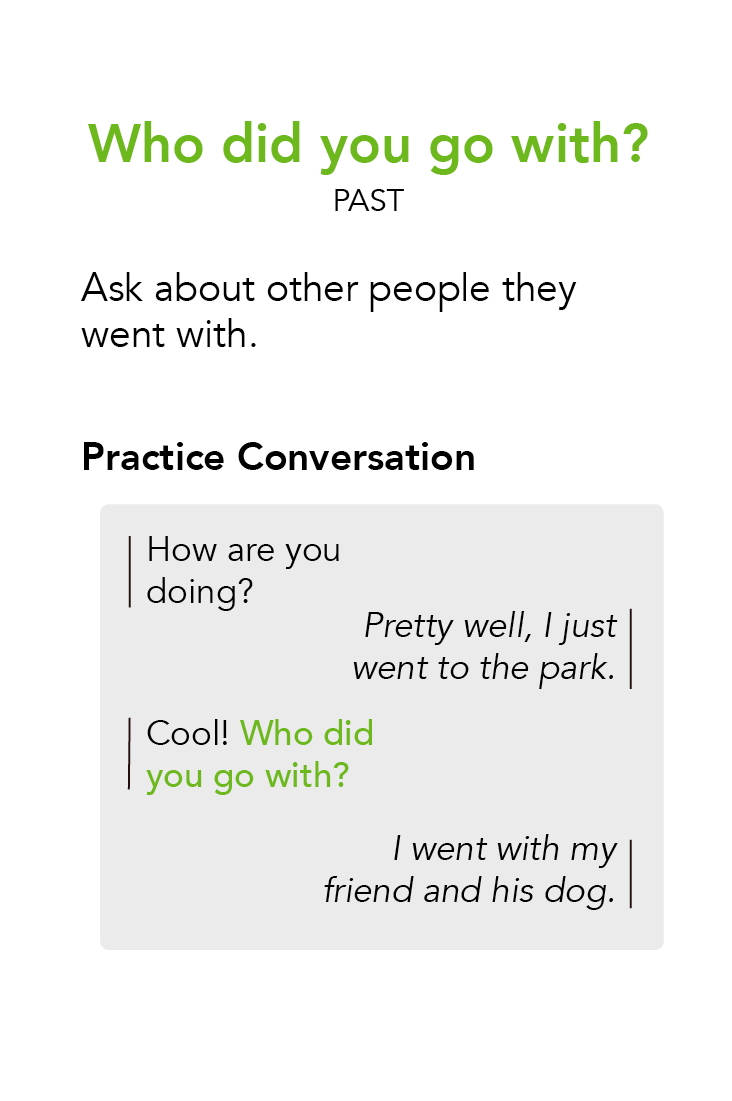 Who did you go with?
PAST
Ask about other people they
went with.
Practice Conversation
How are you
doing?
Pretty well, I just
went to the park.
Cool! Who did
you go with?
I went with my
friend and his dog.